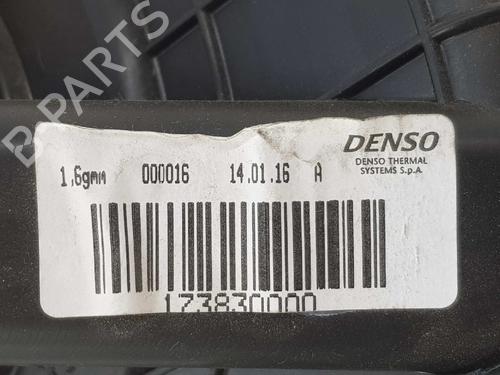 B PARTS
1,6gmm 000016 14.01.16 A
DENSO
DENSO THERMAL
SYSTEMS S.p.A.
173830000